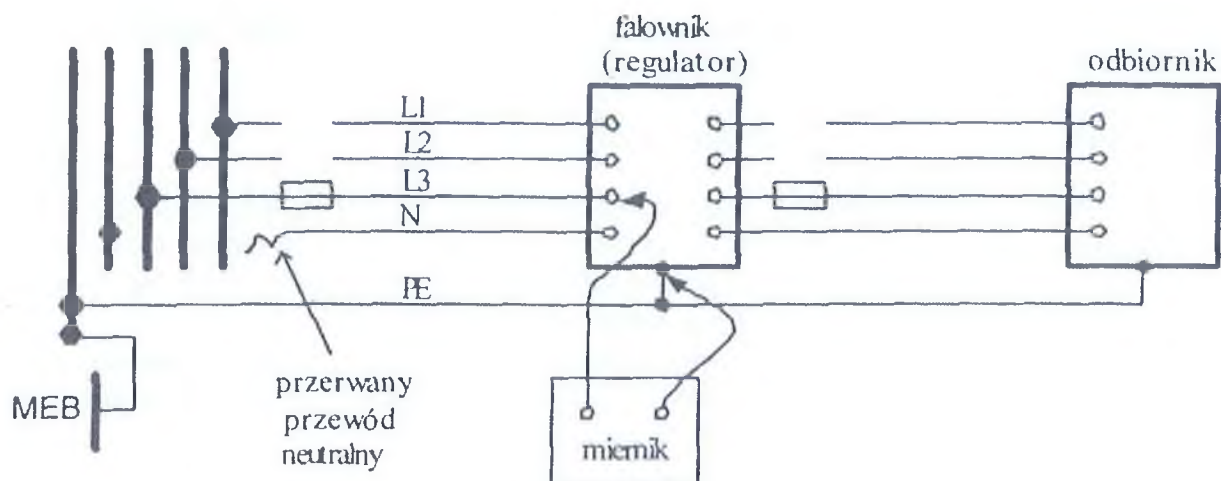 falownik
(regulator)
odbiornik
L1
L2
L3
N
PE
MEB
przerwany
przewód
neutralny
miernik